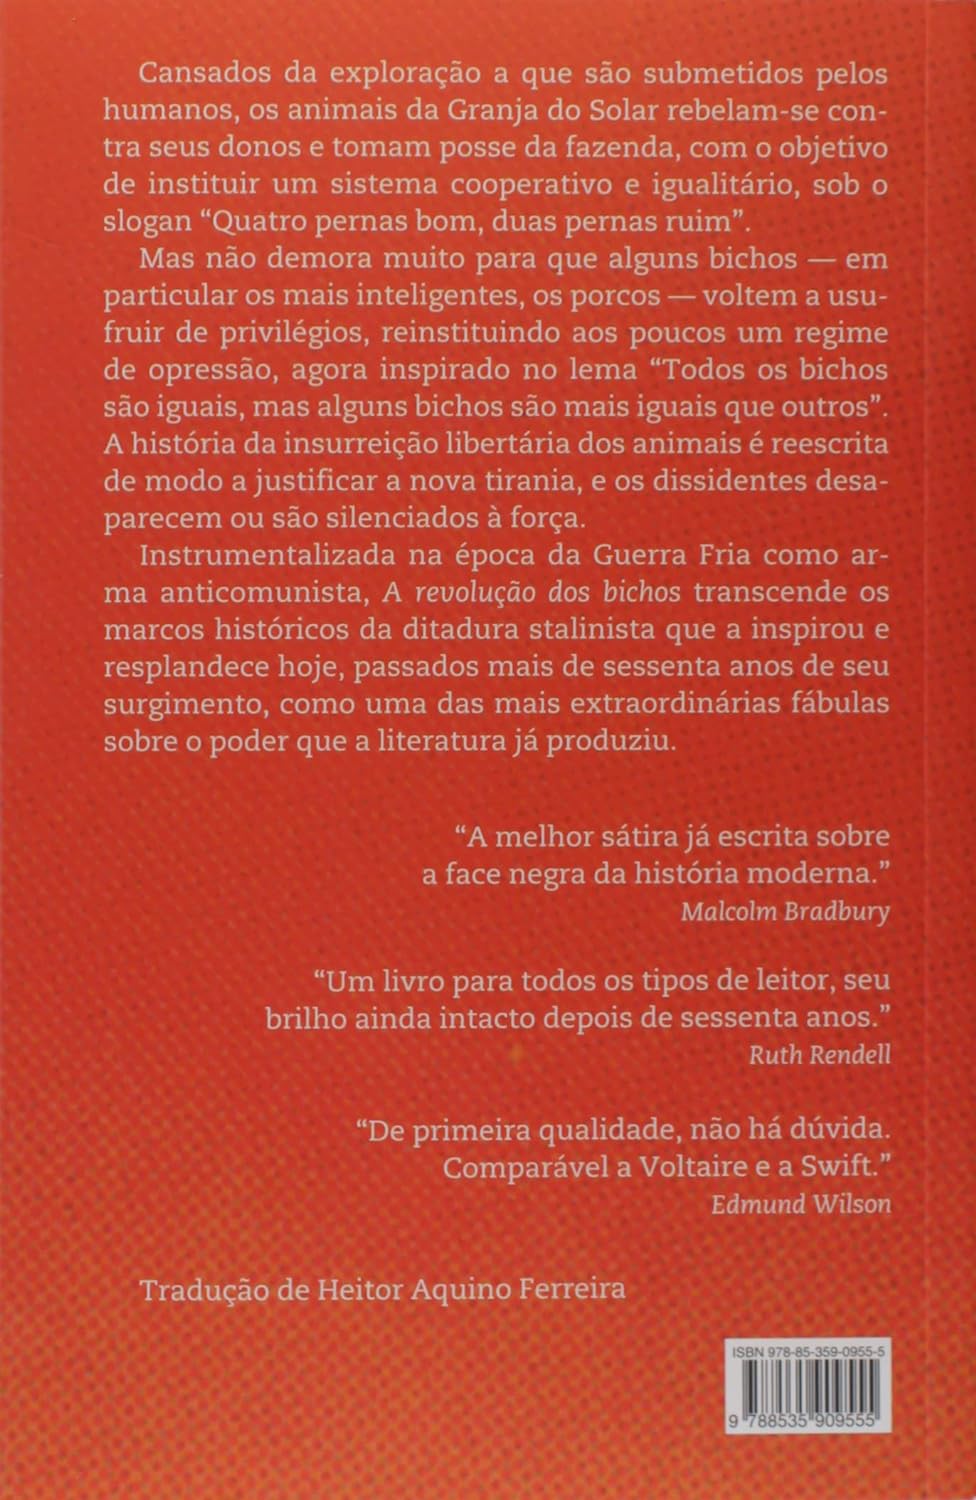 Cansados da exploração a que são submetidos pelos
humanos, os animais da Granja do Solar rebelam-se con-
tra seus donos e tomam posse da fazenda, com o objetivo
de instituir um sistema cooperativo e igualitário, sob o
slogan “Quatro pernas bom, duas pernas ruim”.
Mas não demora muito para que alguns bichos — em
particular os mais inteligentes, os porcos — voltem a usu-
fruir de privilégios, reinstituindo aos poucos um regime
de opressão, agora inspirado no lema “Todos os bichos
são iguais, mas alguns bichos são mais iguais que outros”.
A história da insurreição libertária dos animais é reescrita
de modo a justificar a nova tirania, e os dissidentes desa-
parecem ou são silenciados à força.
Instrumentalizada na época da Guerra Fria como ar-
ma anticomunista, A revolução dos bichos transcende os
marcos históricos da ditadura stalinista que a inspirou e
resplandece hoje, passados mais de sessenta anos de seu
surgimento, como uma das mais extraordinárias fábulas
sobre o poder que a literatura já produziu.
“A melhor sátira já escrita sobre
a face negra da história moderna.”
Malcolm Bradbury
“Um livro para todos os tipos de leitor, seu
brilho ainda intacto depois de sessenta anos.”
Ruth Rendell
“De primeira qualidade, não há dúvida.
Comparável a Voltaire e a Swift.”
Edmund Wilson
Tradução de Heitor Aquino Ferreira
ISBN 978-85-359-0955-5
9 788535 909555